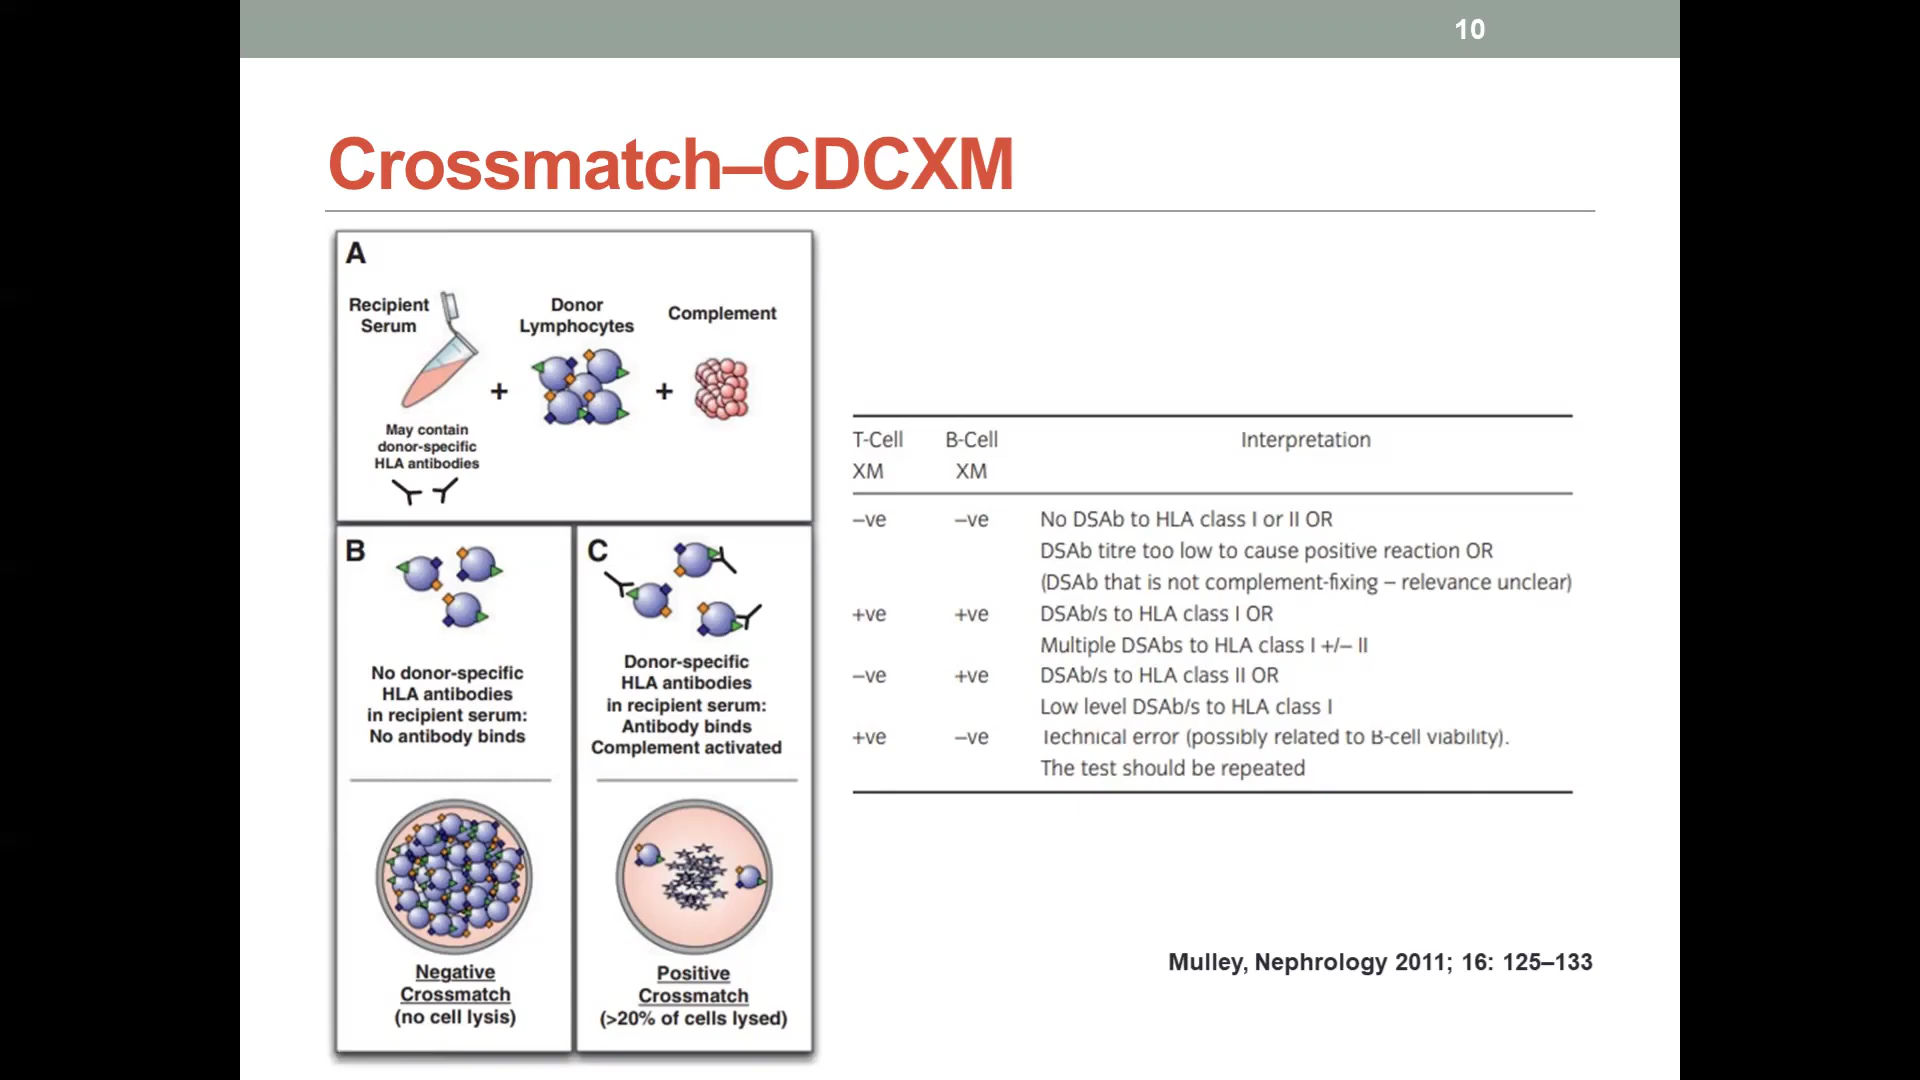 10
Crossmatch–CDCXM
A
Recipient
Serum
Donor
Lymphocytes
Complement
+
+
May contain
donor-specific
HLA antibodies
B
No donor-specific
HLA antibodies
in recipient serum:
No antibody binds
Negative
Crossmatch
(no cell lysis)
C
Donor-specific
HLA antibodies
in recipient serum:
Antibody binds
Complement activated
Positive
Crossmatch
(>20% of cells lysed)
T-Cell B-Cell Interpretation
XM XM
–ve –ve No DSAb to HLA class I or II OR
DSAb titre too low to cause positive reaction OR
(DSAb that is not complement-fixing – relevance unclear)
+ve +ve DSAb/s to HLA class I OR
Multiple DSAbs to HLA class I +/– II
–ve +ve DSAb/s to HLA class II OR
Low level DSAb/s to HLA class I
+ve –ve Technical error (possibly related to B-cell viability).
The test should be repeated
Mulley, Nephrology 2011; 16: 125–133